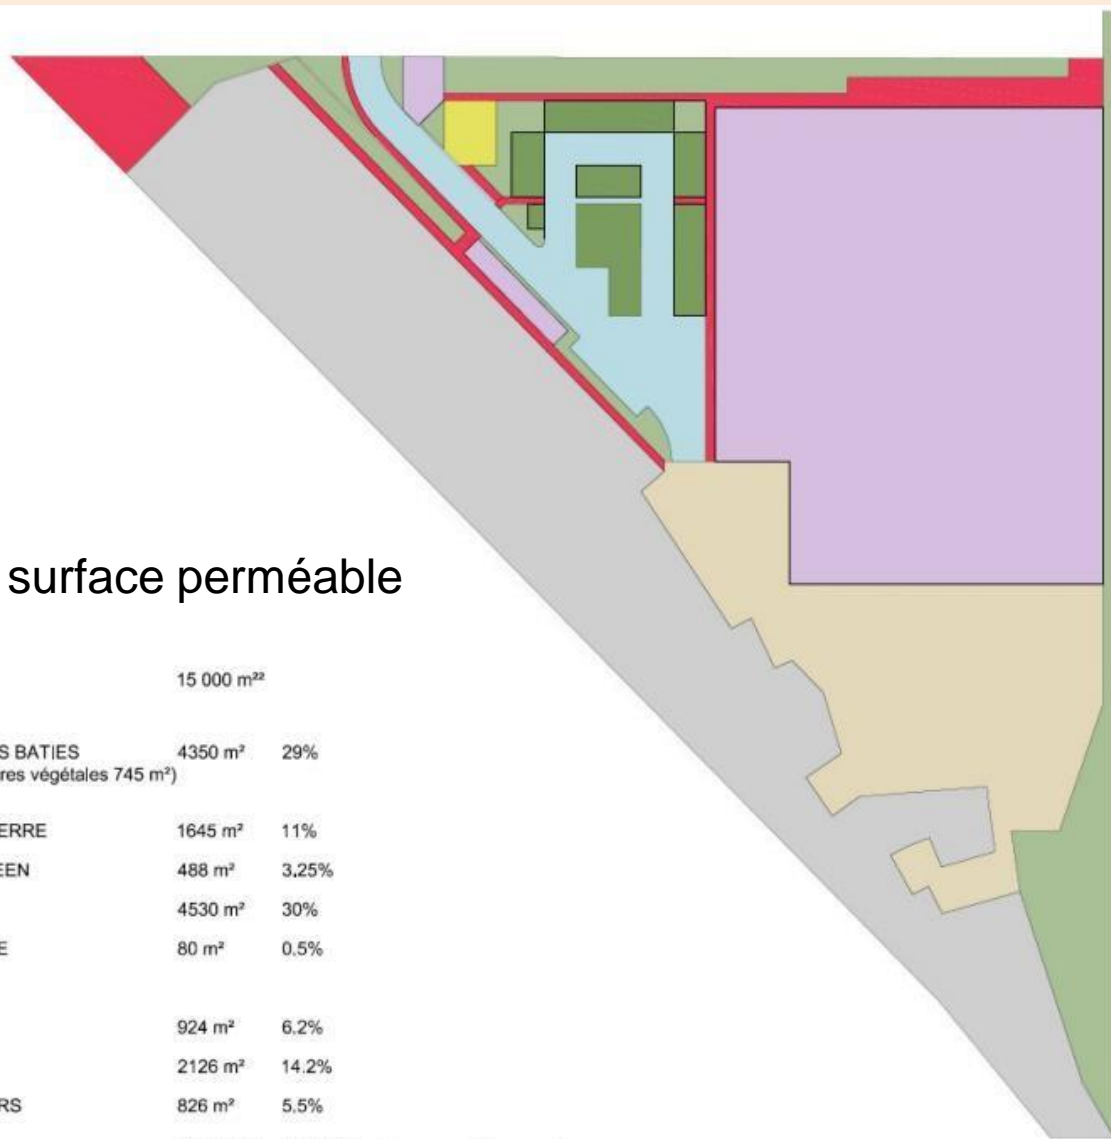 surface perméable
15 000 m²²
S BATIES 4350 m² 29%
res végétales 745 m²)
ERRE 1645 m² 11%
EEN 488 m² 3.25%
4530 m² 30%
E 80 m² 0.5%
924 m² 6.2%
2126 m² 14.2%
RS 826 m² 5.5%